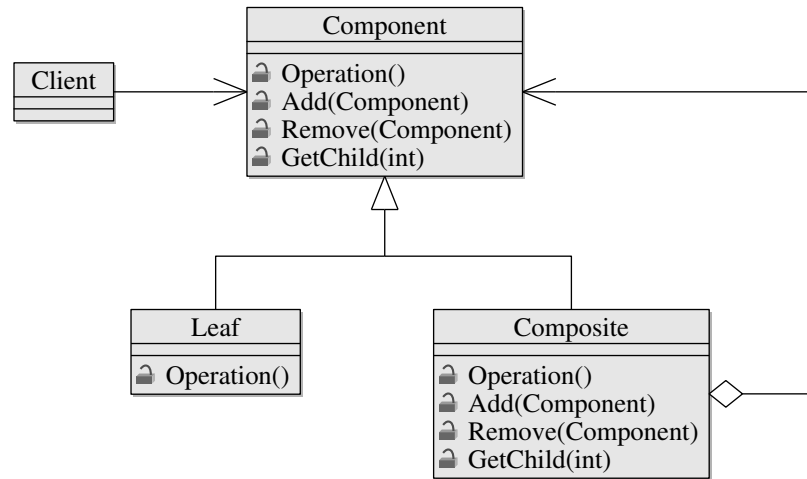 Component
Operation()
Add(Component)
Remove(Component)
GetChild(int)
Client
Leaf
Operation()
Composite
Operation()
Add(Component)
Remove(Component)
GetChild(int)